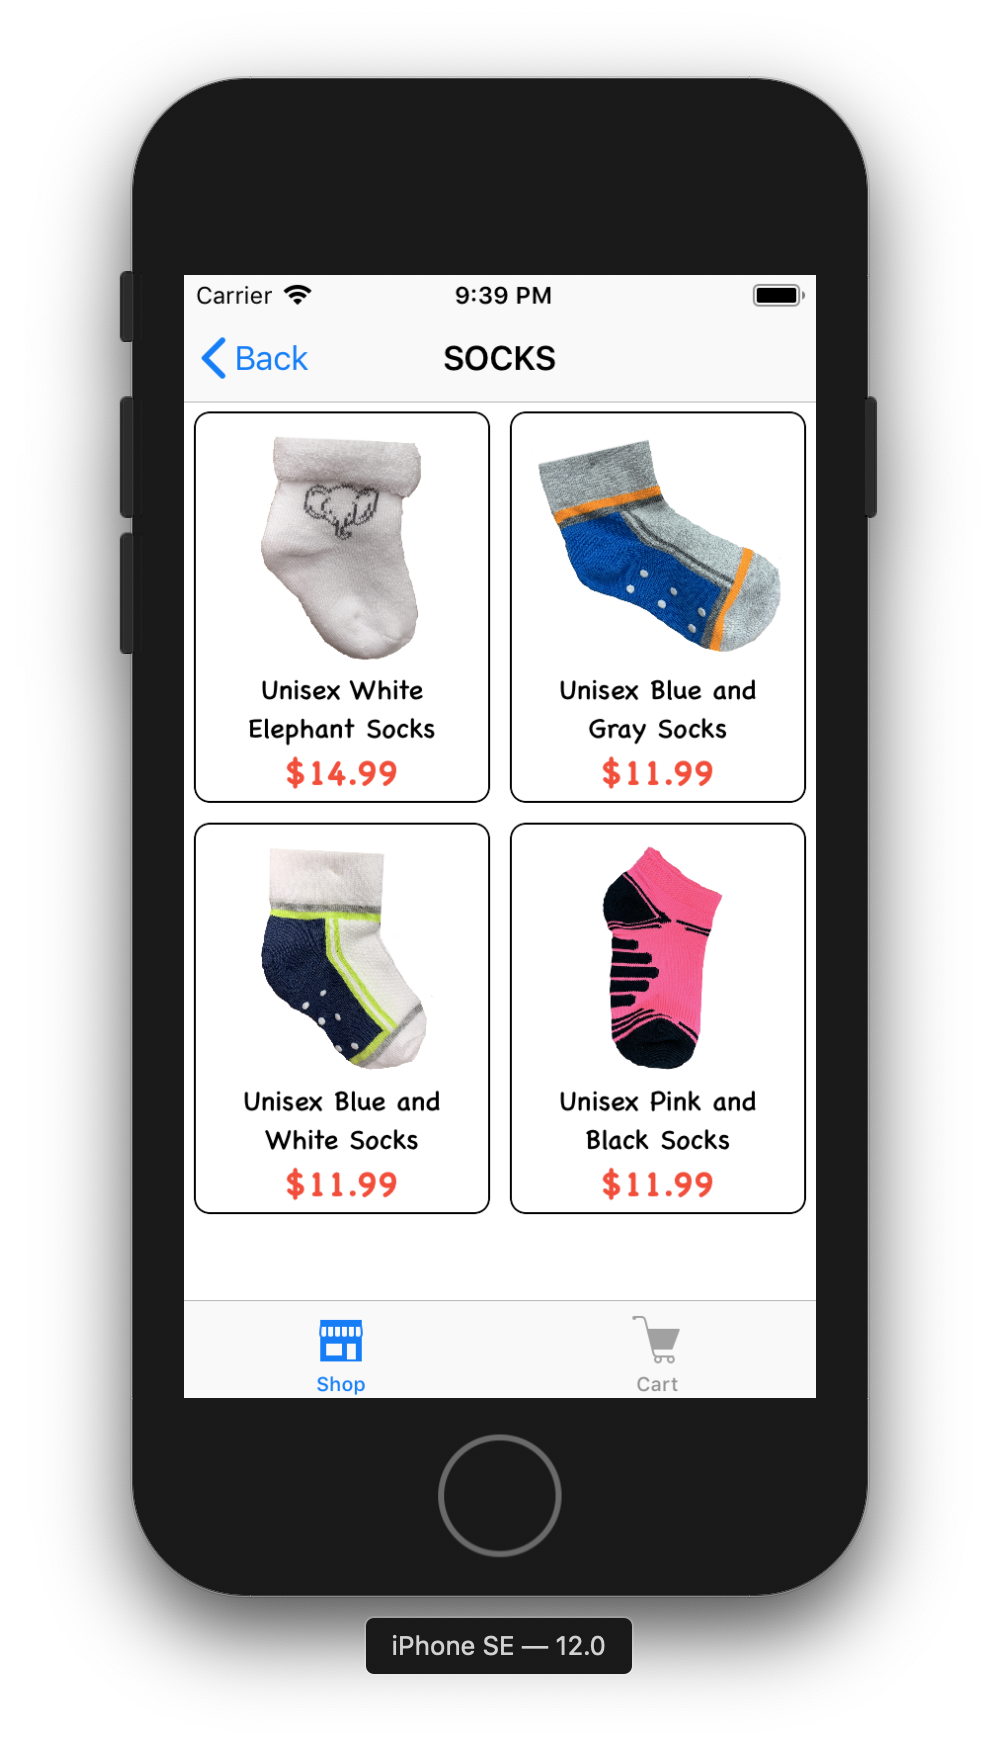 Carrier 9:39 PM
Back SOCKS
Unisex White
Elephant Socks
$14.99
Unisex Blue and
Gray Socks
$11.99
Unisex Blue and
White Socks
$11.99
Unisex Pink and
Black Socks
$11.99
Shop
Cart
iPhone SE — 12.0